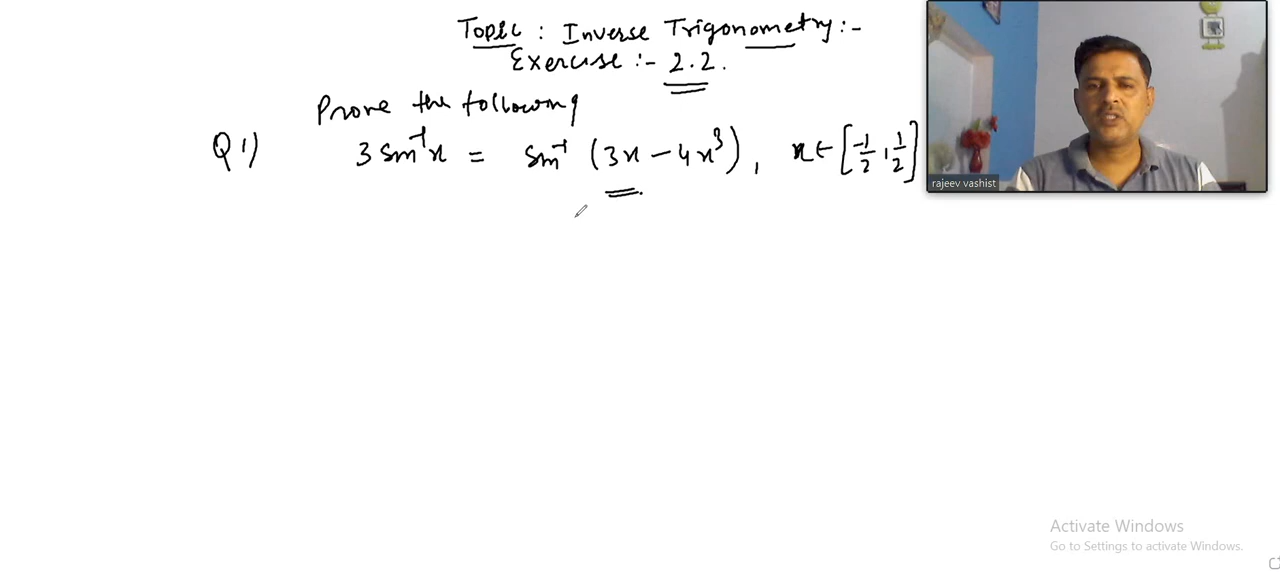 Topic : Inverse Trigonometry :-
Exercise :- 2.2.
Prove the following
Q 1) 3 sin⁻¹x = sin⁻¹ (3x - 4x³), x ∈ [-1/2, 1/2]
rajeev vashist
Activate Windows
Go to Settings to activate Windows.